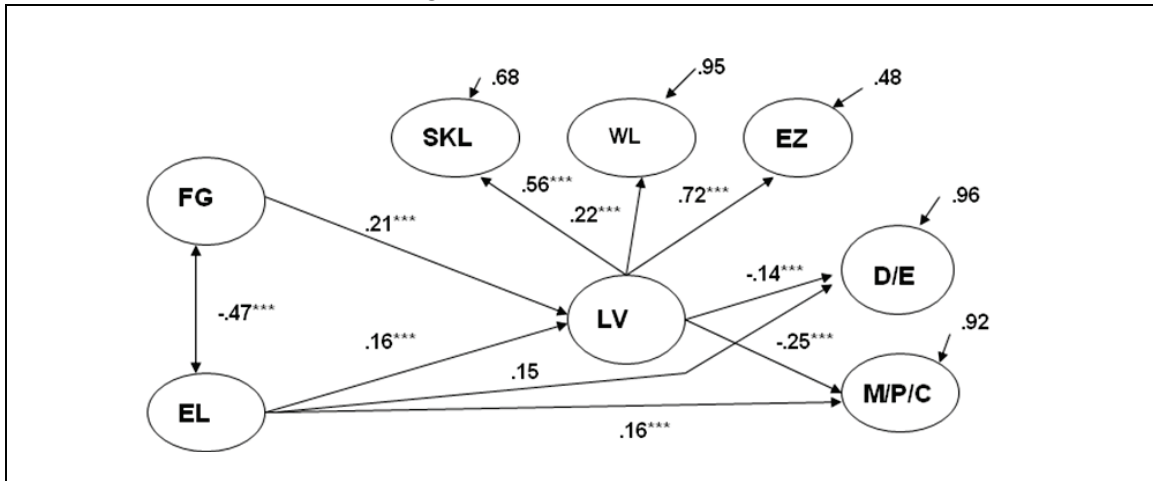 .68
.95
.48
SKL
WL
EZ
FG
.56***
.22***
.72***
.96
.21***
D/E
-.14***
-.47***
LV
.92
.16***
-.25***
.15
M/P/C
EL
.16***